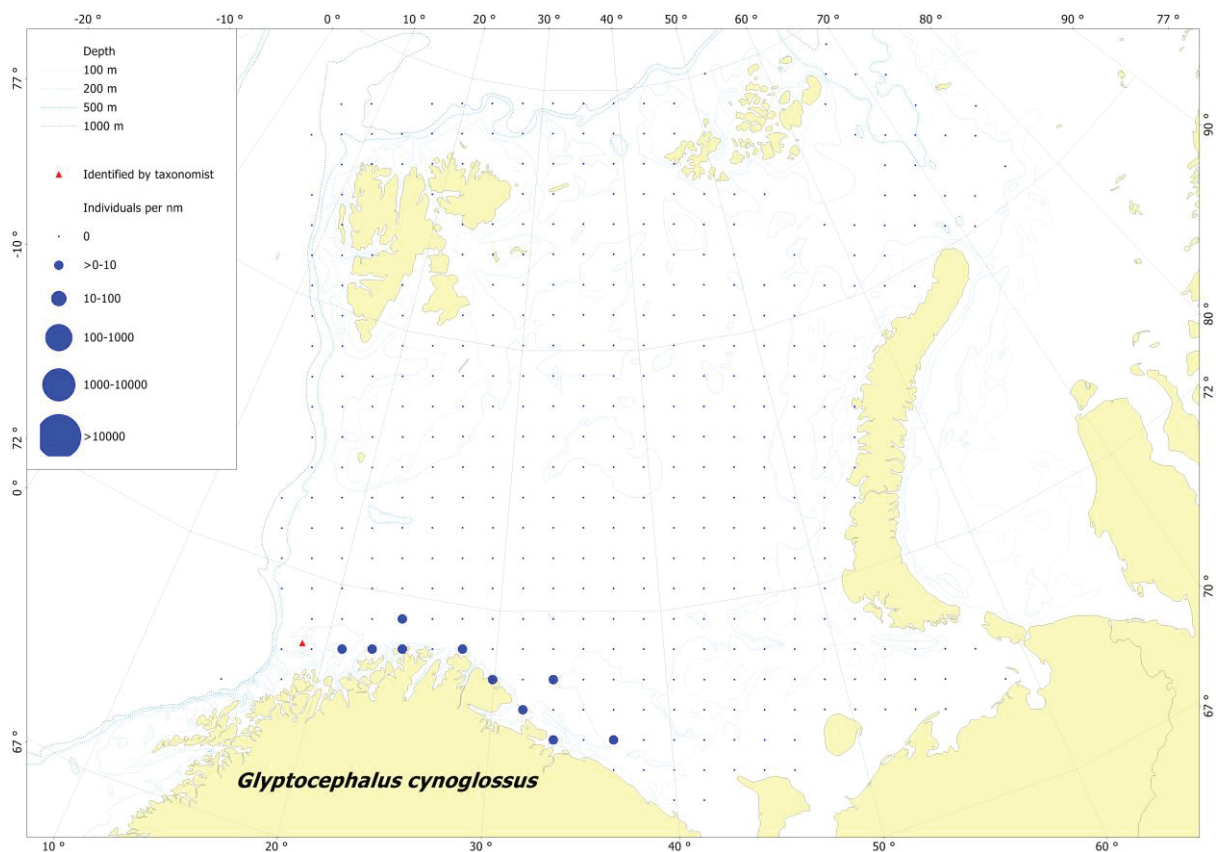 -20 ° -10 ° 0 ° 10 ° 20 ° 30 ° 40 ° 50 ° 60 ° 70 ° 80 ° 90 ° 77 °
Depth
100 m
200 m
500 m
1000 m
Identified by taxonomist
Individuals per nm
0
>0-10
10-100
100-1000
1000-10000
>10000
77 °
-10 °
72
0 °
67 °
90 °
80 °
72 °
70 °
67 °
Glyptocephalus cynoglossus
10 ° 20 ° 30 ° 40 ° 50 ° 60 °